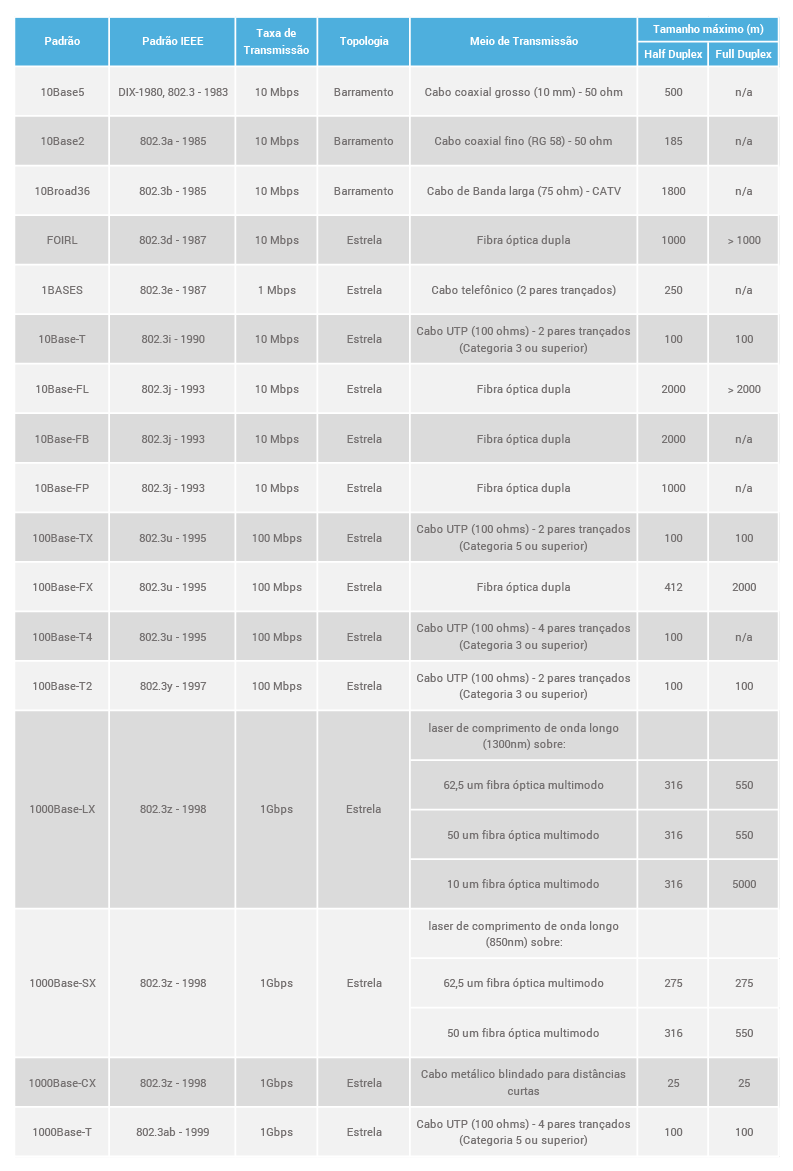 Padrão
Padrão IEEE
Taxa de
Transmissão
Topologia
Meio de Transmissão
Tamanho máximo (m)
Half Duplex
Full Duplex
10Base5 DIX-1980, 802.3 - 1983 10 Mbps Barramento Cabo coaxial grosso (10 mm) - 50 ohm 500 n/a
10Base2 802.3a - 1985 10 Mbps Barramento Cabo coaxial fino (RG 58) - 50 ohm 185 n/a
10Broad36 802.3b - 1985 10 Mbps Barramento Cabo de Banda larga (75 ohm) - CATV 1800 n/a
FOIRL 802.3d - 1987 10 Mbps Estrela Fibra óptica dupla 1000 > 1000
1BASES 802.3e - 1987 1 Mbps Estrela Cabo telefônico (2 pares trançados) 250 n/a
10Base-T 802.3i - 1990 10 Mbps Estrela Cabo UTP (100 ohms) - 2 pares trançados
(Categoria 3 ou superior) 100 100
10Base-FL 802.3j - 1993 10 Mbps Estrela Fibra óptica dupla 2000 > 2000
10Base-FB 802.3j - 1993 10 Mbps Estrela Fibra óptica dupla 2000 n/a
10Base-FP 802.3j - 1993 10 Mbps Estrela Fibra óptica dupla 1000 n/a
100Base-TX 802.3u - 1995 100 Mbps Estrela Cabo UTP (100 ohms) - 2 pares trançados
(Categoria 5 ou superior) 100 100
100Base-FX 802.3u - 1995 100 Mbps Estrela Fibra óptica dupla 412 2000
100Base-T4 802.3u - 1995 100 Mbps Estrela Cabo UTP (100 ohms) - 4 pares trançados
(Categoria 3 ou superior) 100 n/a
100Base-T2 802.3y - 1997 100 Mbps Estrela Cabo UTP (100 ohms) - 2 pares trançados
(Categoria 3 ou superior) 100 100
1000Base-LX 802.3z - 1998 1Gbps Estrela laser de comprimento de onda longo
(1300nm) sobre:
62,5 um fibra óptica multimodo 316 550
50 um fibra óptica multimodo 316 550
10 um fibra óptica multimodo 316 5000
1000Base-SX 802.3z - 1998 1Gbps Estrela laser de comprimento de onda longo
(850nm) sobre:
62,5 um fibra óptica multimodo 275 275
50 um fibra óptica multimodo 316 550
1000Base-CX 802.3z - 1998 1Gbps Estrela Cabo metálico blindado para distâncias
curtas 25 25
1000Base-T 802.3ab - 1999 1Gbps Estrela Cabo UTP (100 ohms) - 4 pares trançados
(Categoria 5 ou superior) 100 100